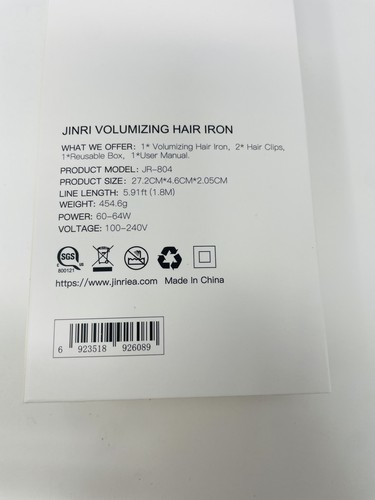 JINRI VOLUMIZING HAIR IRON
WHAT WE OFFER: 1* Volumizing Hair Iron, 2* Hair Clips,
1*Reusable Box, 1*User Manual.
PRODUCT MODEL: JR-804
PRODUCT SIZE: 27.2CM*4.6CM*2.05CM
LINE LENGTH: 5.91ft (1.8M)
WEIGHT: 454.6g
POWER: 60-64W
VOLTAGE: 100-240V
SGS
c us
800121
https://www.jinriea.com Made In China
6 923518 926089